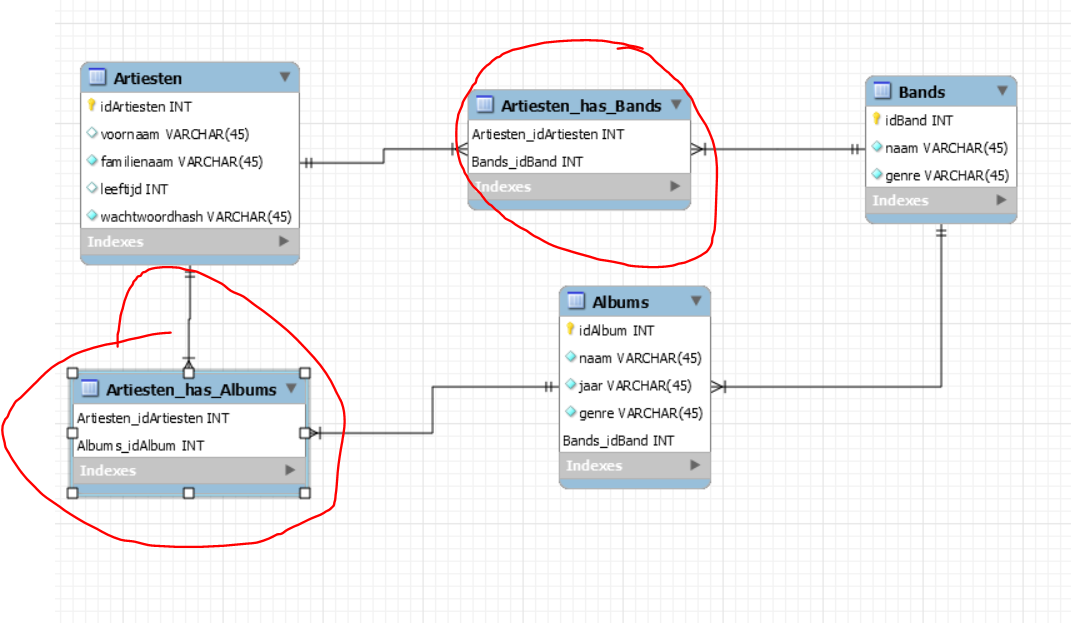 Artiesten
idArtiesten INT
voornaam VARCHAR(45)
familienaam VARCHAR(45)
leeftijd INT
wachtwoordhash VARCHAR(45)
Indexes
Artiesten_has_Bands
Artiesten_idArtiesten INT
Bands_idBand INT
Indexes
Bands
idBand INT
naam VARCHAR(45)
genre VARCHAR(45)
Indexes
Albums
idAlbum INT
naam VARCHAR(45)
jaar VARCHAR(45)
genre VARCHAR(45)
Bands_idBand INT
Indexes
Artiesten_has_Albums
Artiesten_idArtiesten INT
Albums_idAlbum INT
Indexes